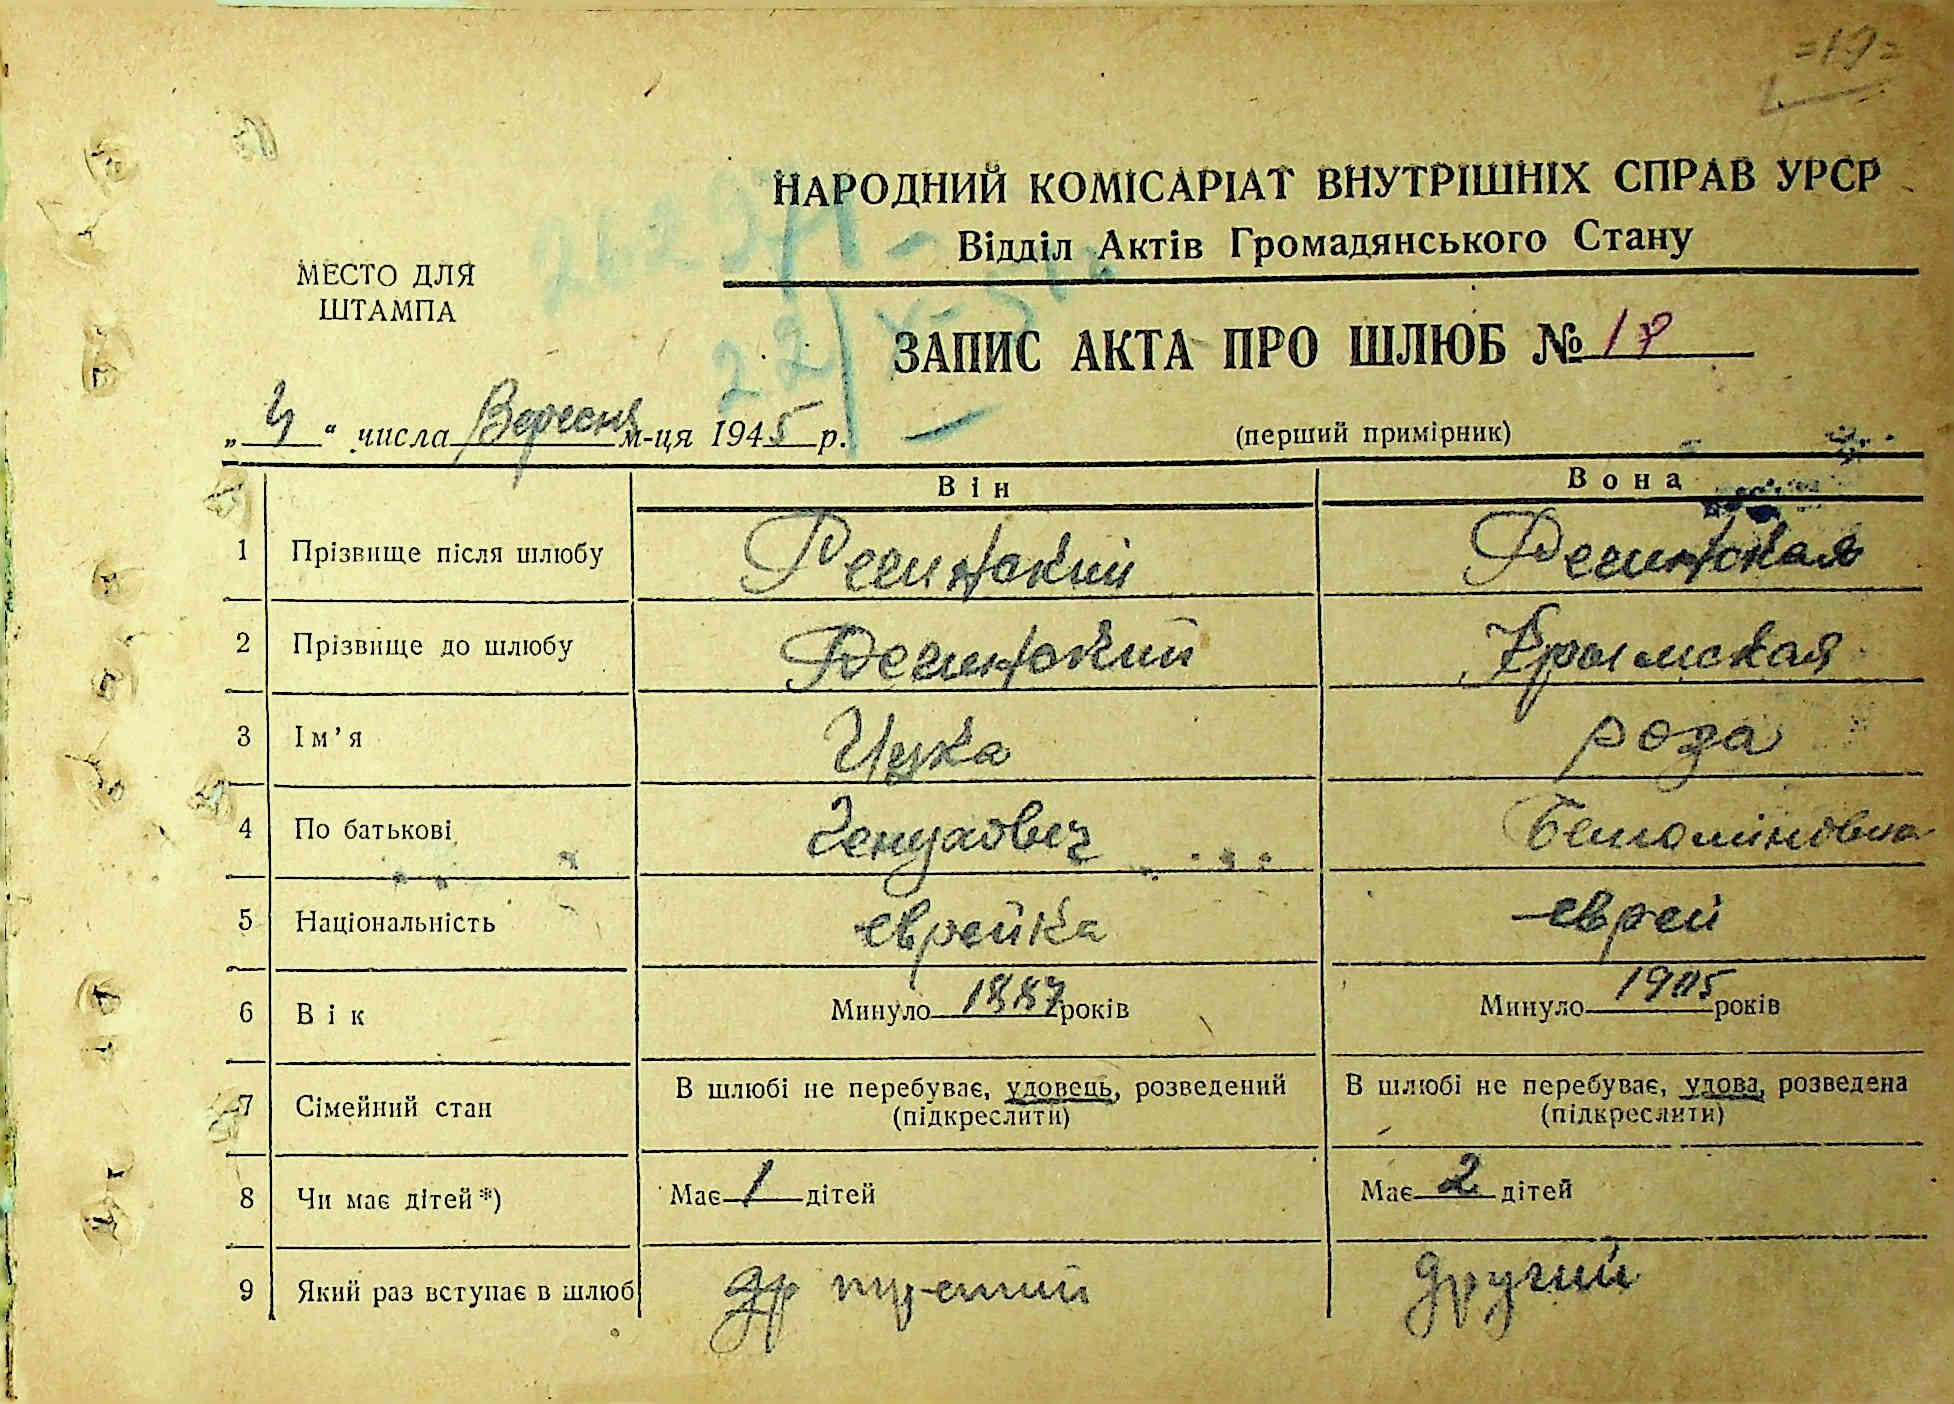 =19=
НАРОДНИЙ КОМІСАРІАТ ВНУТРІШНІХ СПРАВ УРСР
Відділ Актів Громадянського Стану
МЕСТО ДЛЯ
ШТАМПА
ЗАПИС АКТА ПРО ШЛЮБ №
„ “ числа Вересня м-ця 1945 р.
(перший примірник)
Він Вона
1 Прізвище після шлюбу
2 Прізвище до шлюбу Крымская
3 Ім’я Ицка роза
4 По батькові Генухович Бениоминовна
5 Національність еврейка еврей
6 Вік Минуло 1887 років Минуло 1905 років
7 Сімейний стан В шлюбі не перебуває, удовець, розведений В шлюбі не перебуває, удова, розведена
(підкреслити) (підкреслити)
8 Чи має дітей*) Має 1 дітей Має 2 дітей
9 Який раз вступає в шлюб другий